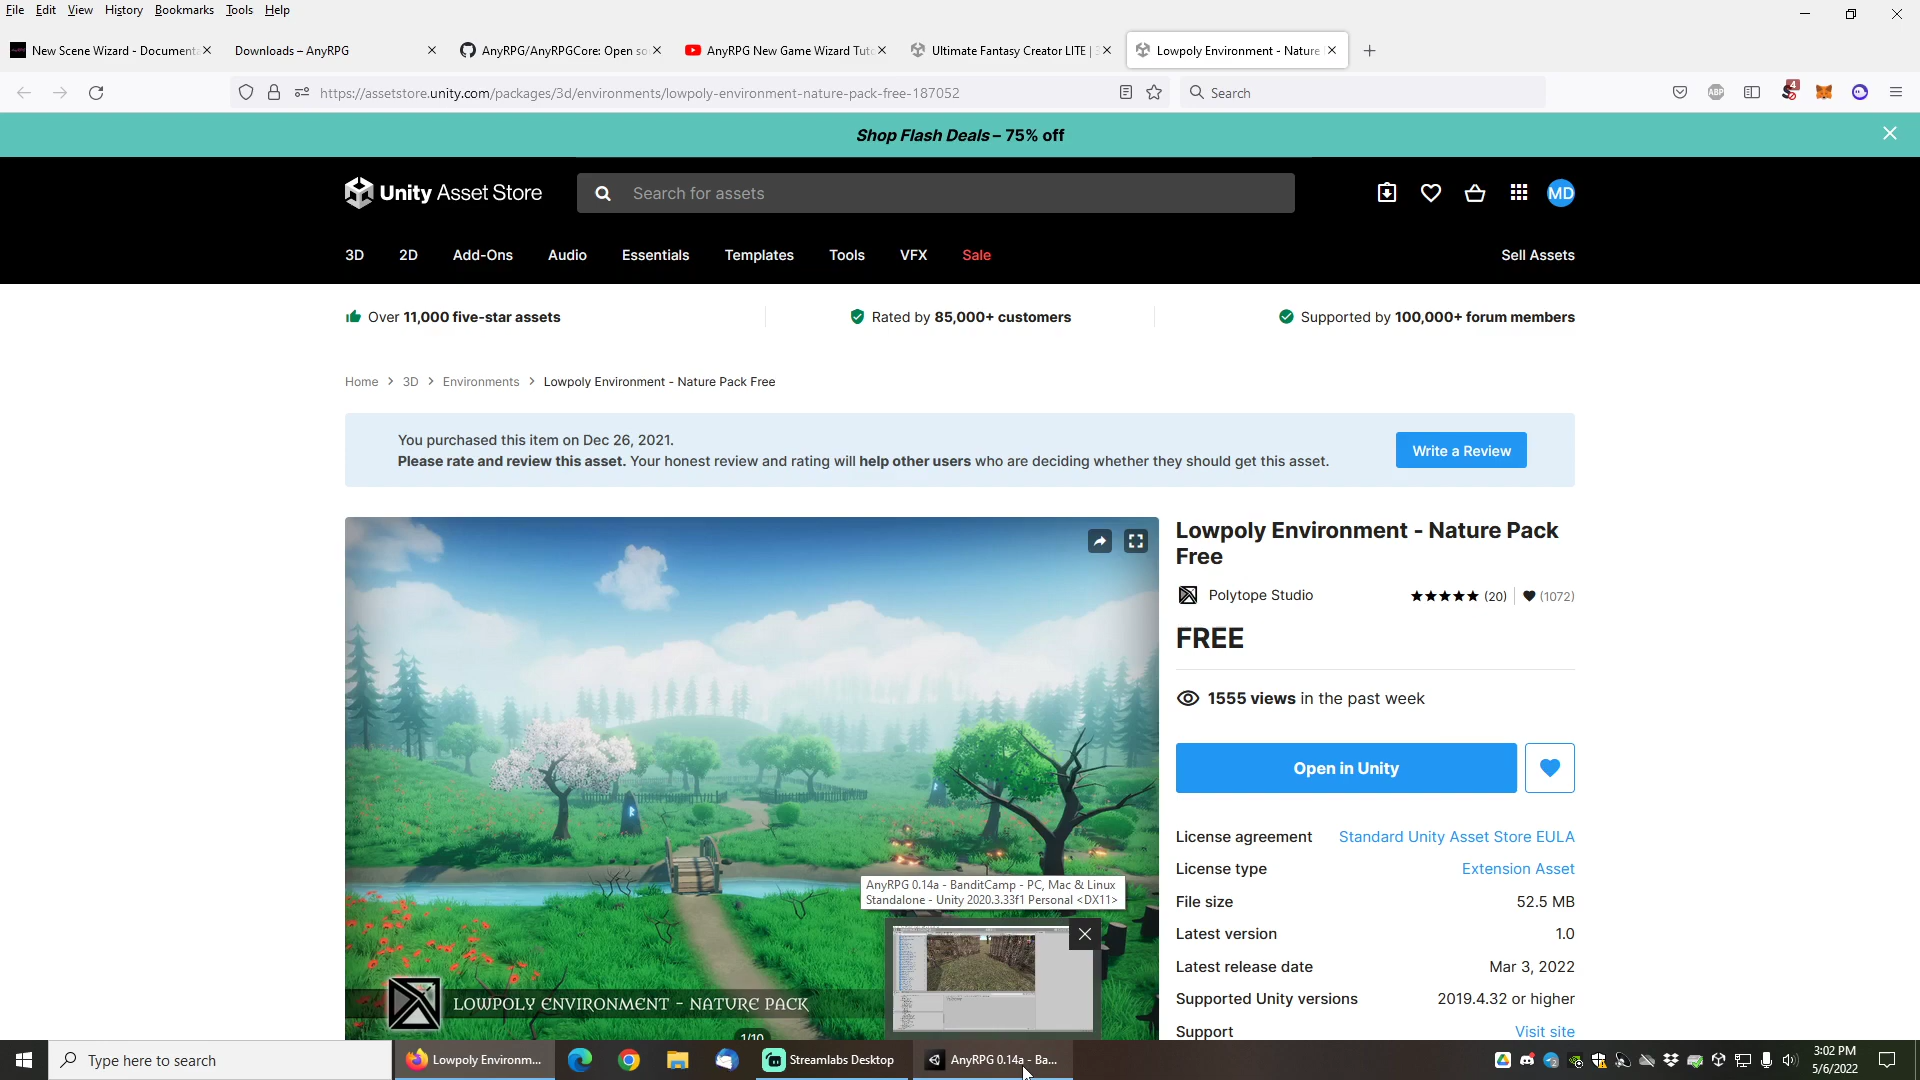 File Edit View History Bookmarks Tools Help
New Scene Wizard - Documenta
Downloads – AnyRPG
AnyRPG/AnyRPGCore: Open so
AnyRPG New Game Wizard Tuto
Ultimate Fantasy Creator LITE | 3
Lowpoly Environment - Nature
https://assetstore.unity.com/packages/3d/environments/lowpoly-environment-nature-pack-free-187052
Search
ABP
4
Shop Flash Deals – 75% off
Unity Asset Store
Search for assets
MD
3D 2D Add-Ons Audio Essentials Templates Tools VFX Sale Sell Assets
Over 11,000 five-star assets
Rated by 85,000+ customers
Supported by 100,000+ forum members
Home > 3D > Environments > Lowpoly Environment - Nature Pack Free
You purchased this item on Dec 26, 2021.
Please rate and review this asset. Your honest review and rating will help other users who are deciding whether they should get this asset.
Write a Review
Lowpoly Environment - Nature Pack
Free
Polytope Studio
(20)
(1072)
FREE
1555 views in the past week
Open in Unity
License agreement Standard Unity Asset Store EULA
License type Extension Asset
File size 52.5 MB
Latest version 1.0
Latest release date Mar 3, 2022
Supported Unity versions 2019.4.32 or higher
Support Visit site
AnyRPG 0.14a - BanditCamp - PC, Mac & Linux
Standalone - Unity 2020.3.33f1 Personal <DX11>
LOWPOLY ENVIRONMENT - NATURE PACK
1/10
Type here to search
Lowpoly Environm...
Streamlabs Desktop
AnyRPG 0.14a - Ba...
3:02 PM
5/6/2022